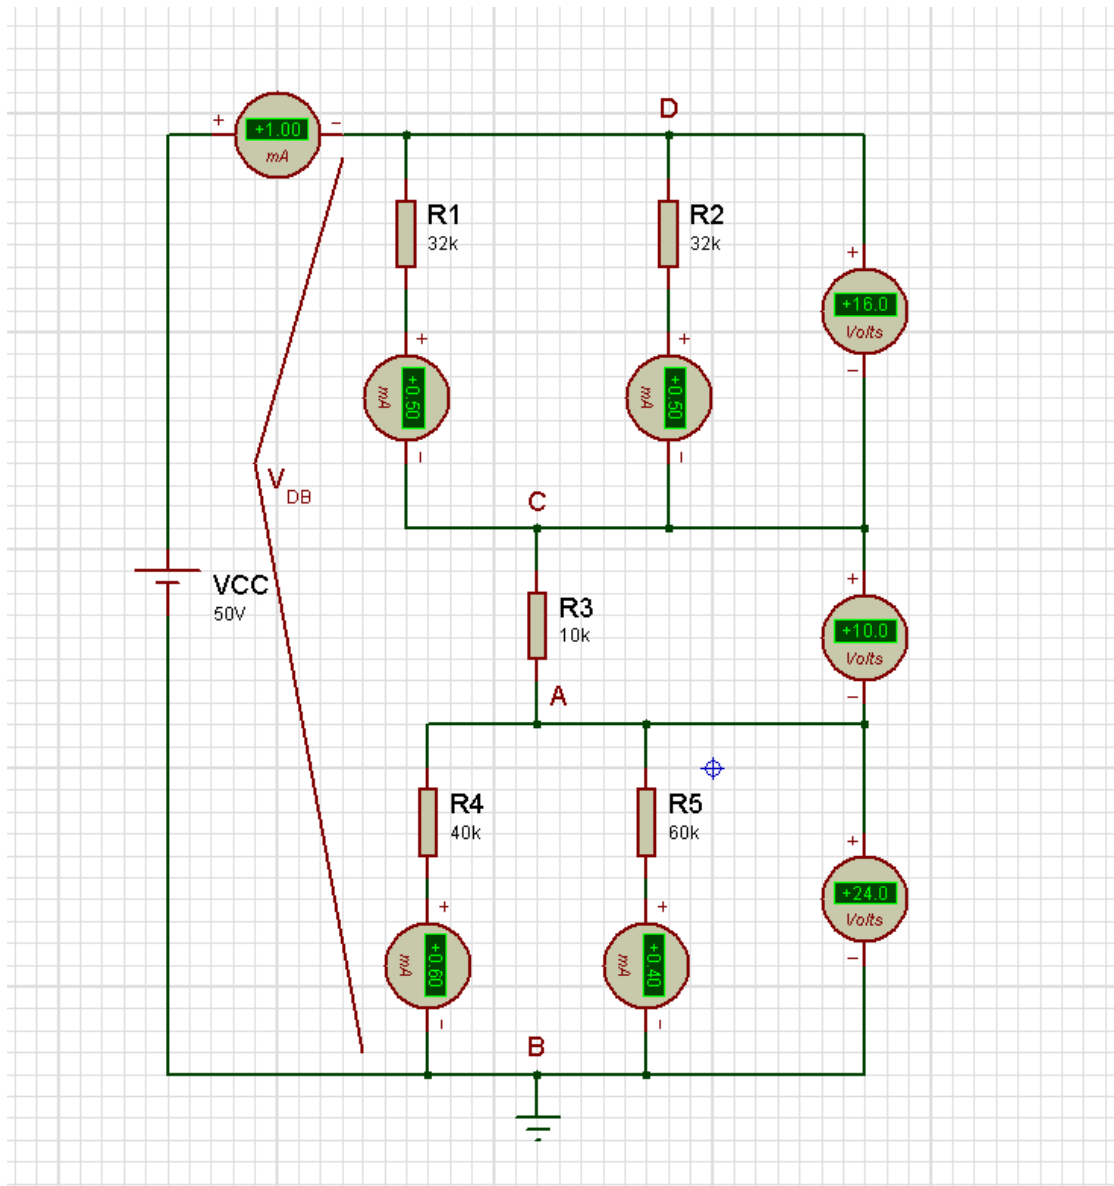 D
+ +1.00 −
mA
R1
32k
R2
32k
+
+16.0
Volts
−
+
+0.50
mA
−
+
+0.50
mA
−
C
V DB
VCC
50V
R3
10k
+
+10.0
Volts
−
A
R4
40k
R5
60k
+
+24.0
Volts
−
+
+0.60
mA
−
+
+0.40
mA
−
B